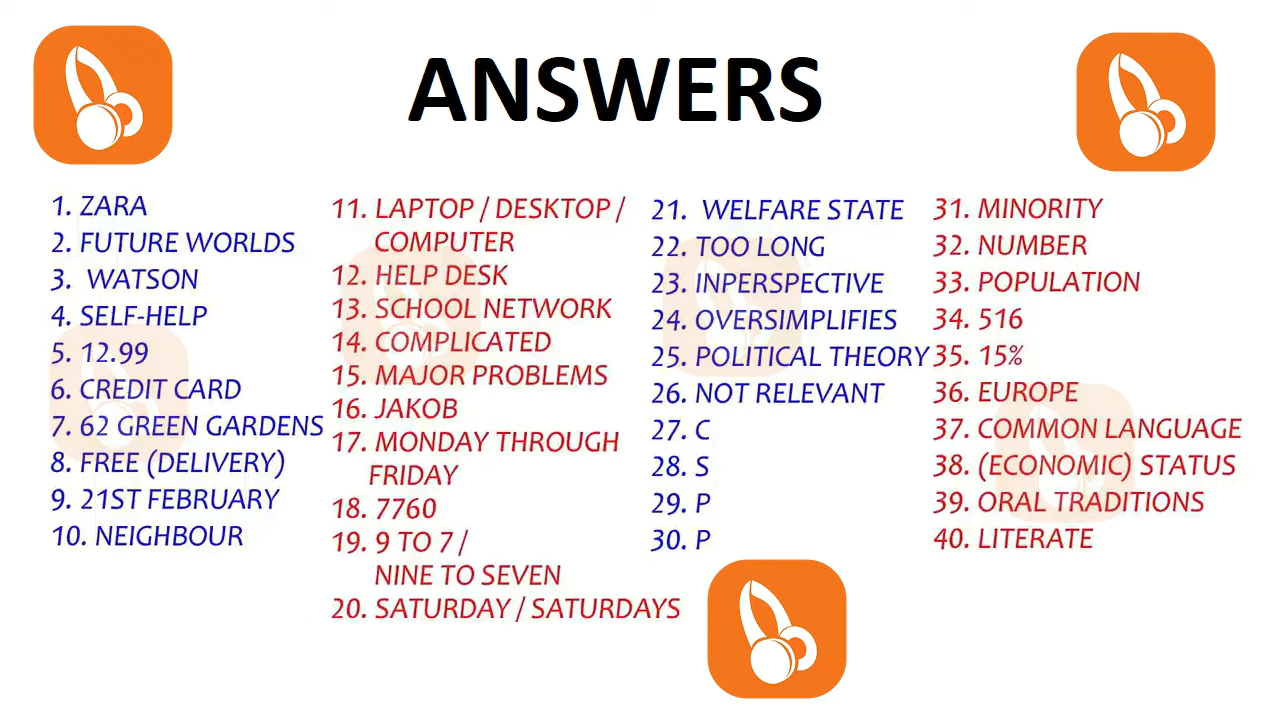 ANSWERS
1. ZARA
2. FUTURE WORLDS
3. WATSON
4. SELF-HELP
5. 12.99
6. CREDIT CARD
7. 62 GREEN GARDENS
8. FREE (DELIVERY)
9. 21ST FEBRUARY
10. NEIGHBOUR
11. LAPTOP / DESKTOP /
COMPUTER
12. HELP DESK
13. SCHOOL NETWORK
14. COMPLICATED
15. MAJOR PROBLEMS
16. JAKOB
17. MONDAY THROUGH
FRIDAY
18. 7760
19. 9 TO 7 /
NINE TO SEVEN
20. SATURDAY / SATURDAYS
21. WELFARE STATE
22. TOO LONG
23. INPERSPECTIVE
24. OVERSIMPLIFIES
25. POLITICAL THEORY
26. NOT RELEVANT
27. C
28. S
29. P
30. P
31. MINORITY
32. NUMBER
33. POPULATION
34. 516
35. 15%
36. EUROPE
37. COMMON LANGUAGE
38. (ECONOMIC) STATUS
39. ORAL TRADITIONS
40. LITERATE